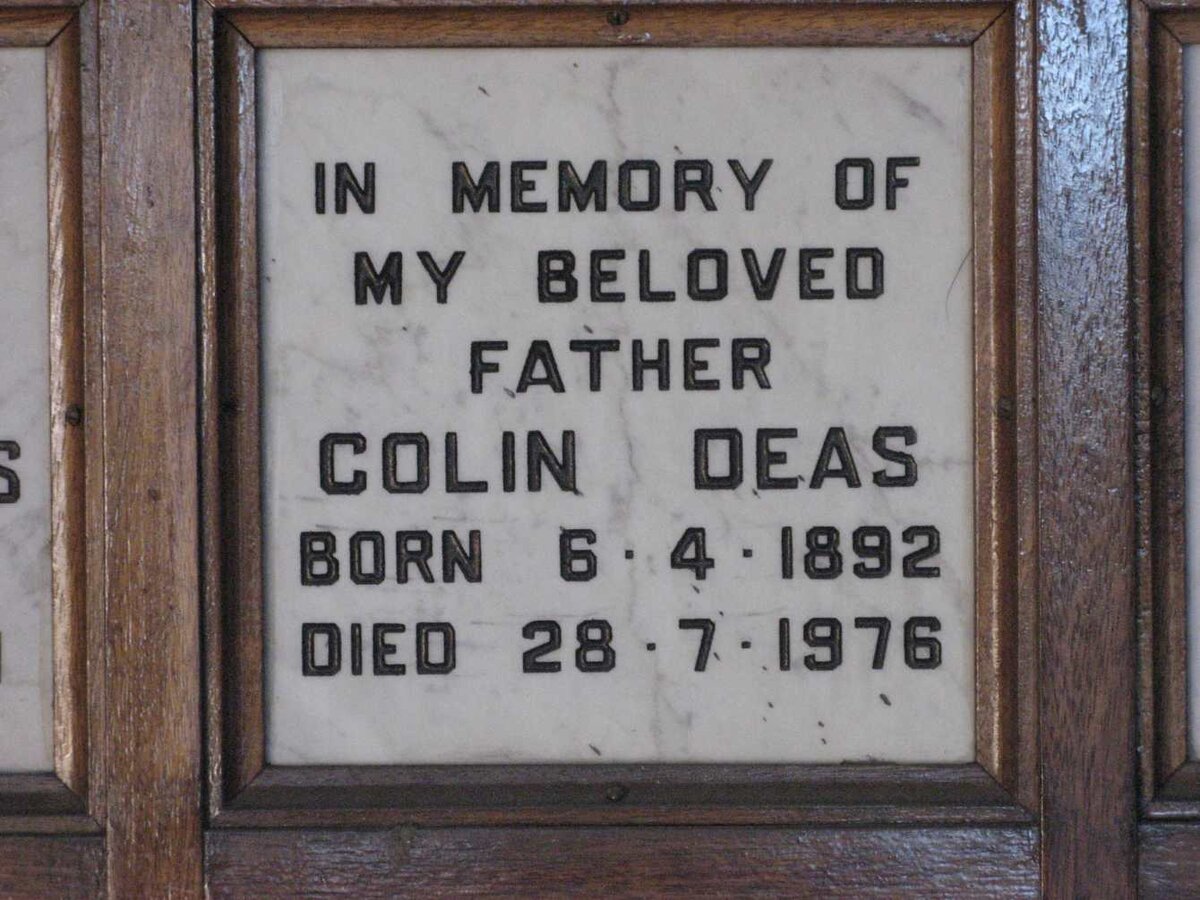 IN MEMORY OF
MY BELOVED
FATHER
COLIN DEAS
BORN 6·4·1892
DIED 28·7·1976